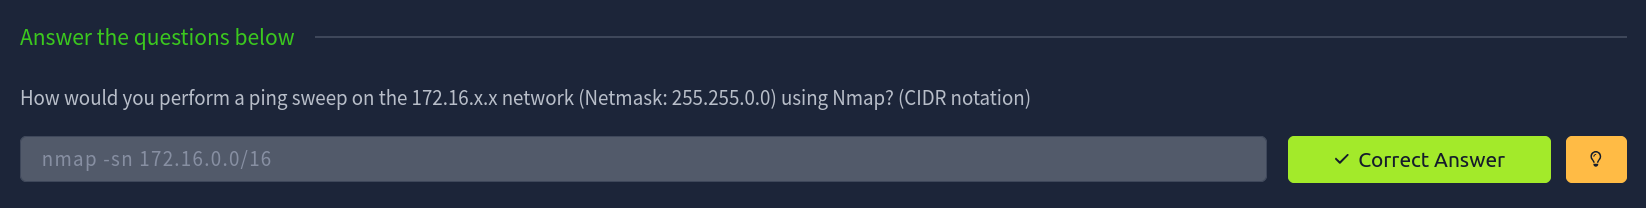 Answer the questions below
How would you perform a ping sweep on the 172.16.x.x network (Netmask: 255.255.0.0) using Nmap? (CIDR notation)
nmap -sn 172.16.0.0/16
Correct Answer